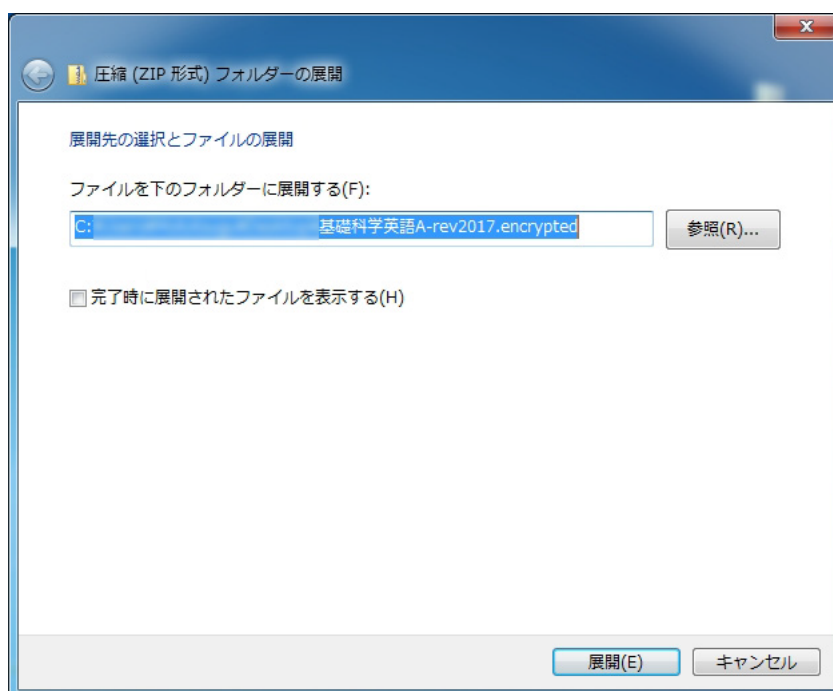 圧縮 (ZIP 形式) フォルダーの展開
展開先の選択とファイルの展開
ファイルを下のフォルダーに展開する(F):
C: 基礎科学英語A-rev2017.encrypted
参照(R)...
完了時に展開されたファイルを表示する(H)
展開(E)
キャンセル